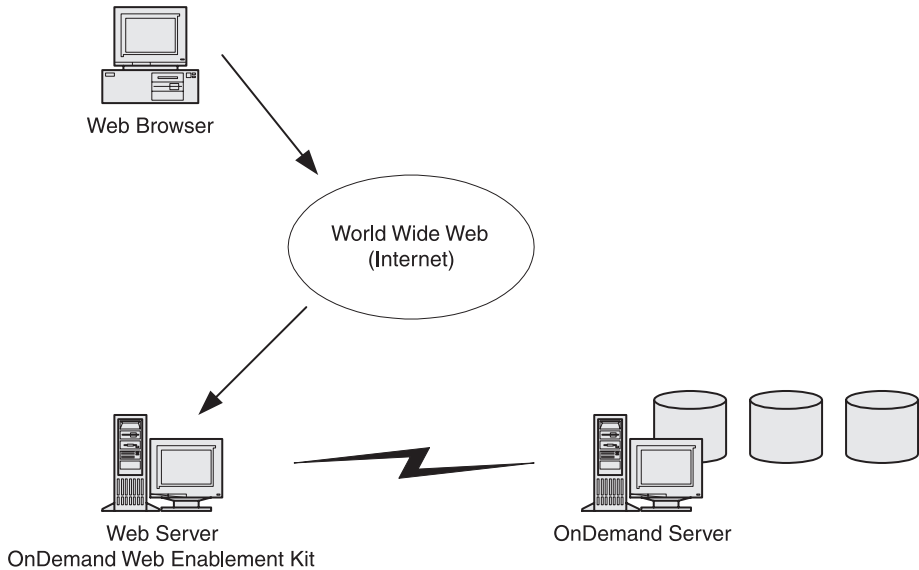 Web Browser
World Wide Web
(Internet)
Web Server
OnDemand Web Enablement Kit
OnDemand Server